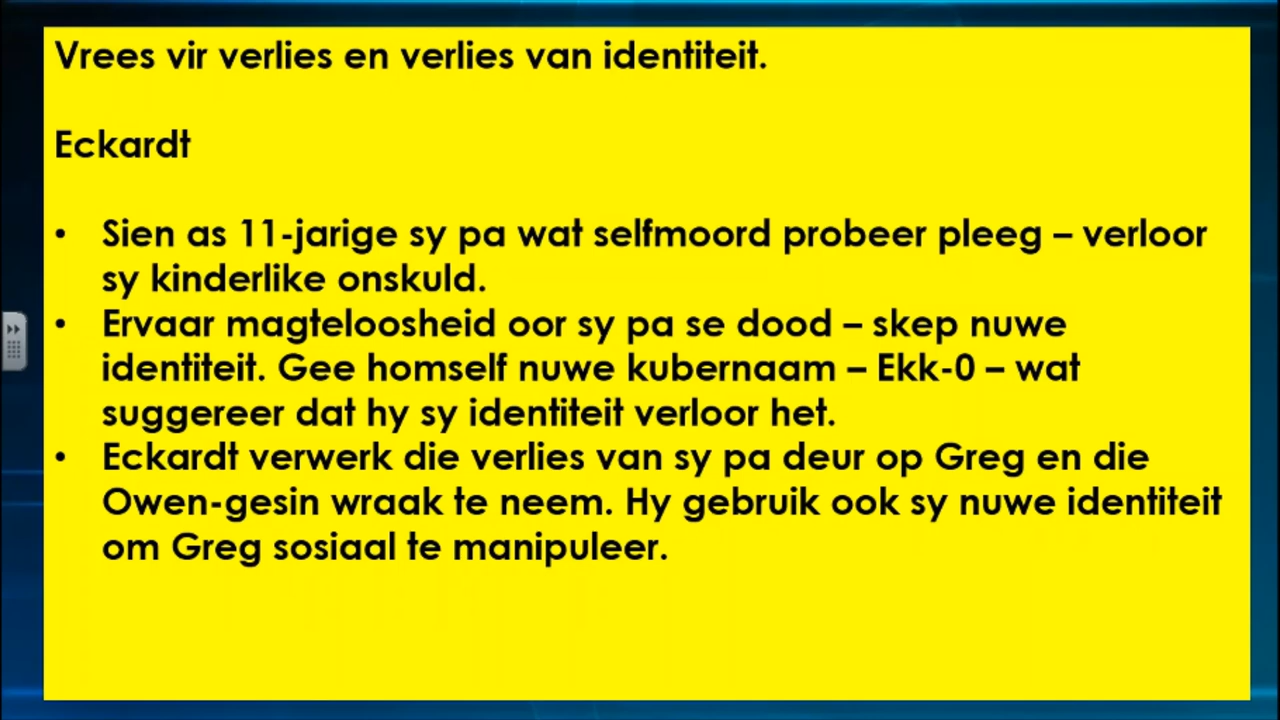 Vrees vir verlies en verlies van identiteit.
Eckardt
• Sien as 11-jarige sy pa wat selfmoord probeer pleeg – verloor
sy kinderlike onskuld.
• Ervaar magteloosheid oor sy pa se dood – skep nuwe
identiteit. Gee homself nuwe kubernaam – Ekk-0 – wat
suggereer dat hy sy identiteit verloor het.
• Eckardt verwerk die verlies van sy pa deur op Greg en die
Owen-gesin wraak te neem. Hy gebruik ook sy nuwe identiteit
om Greg sosiaal te manipuleer.